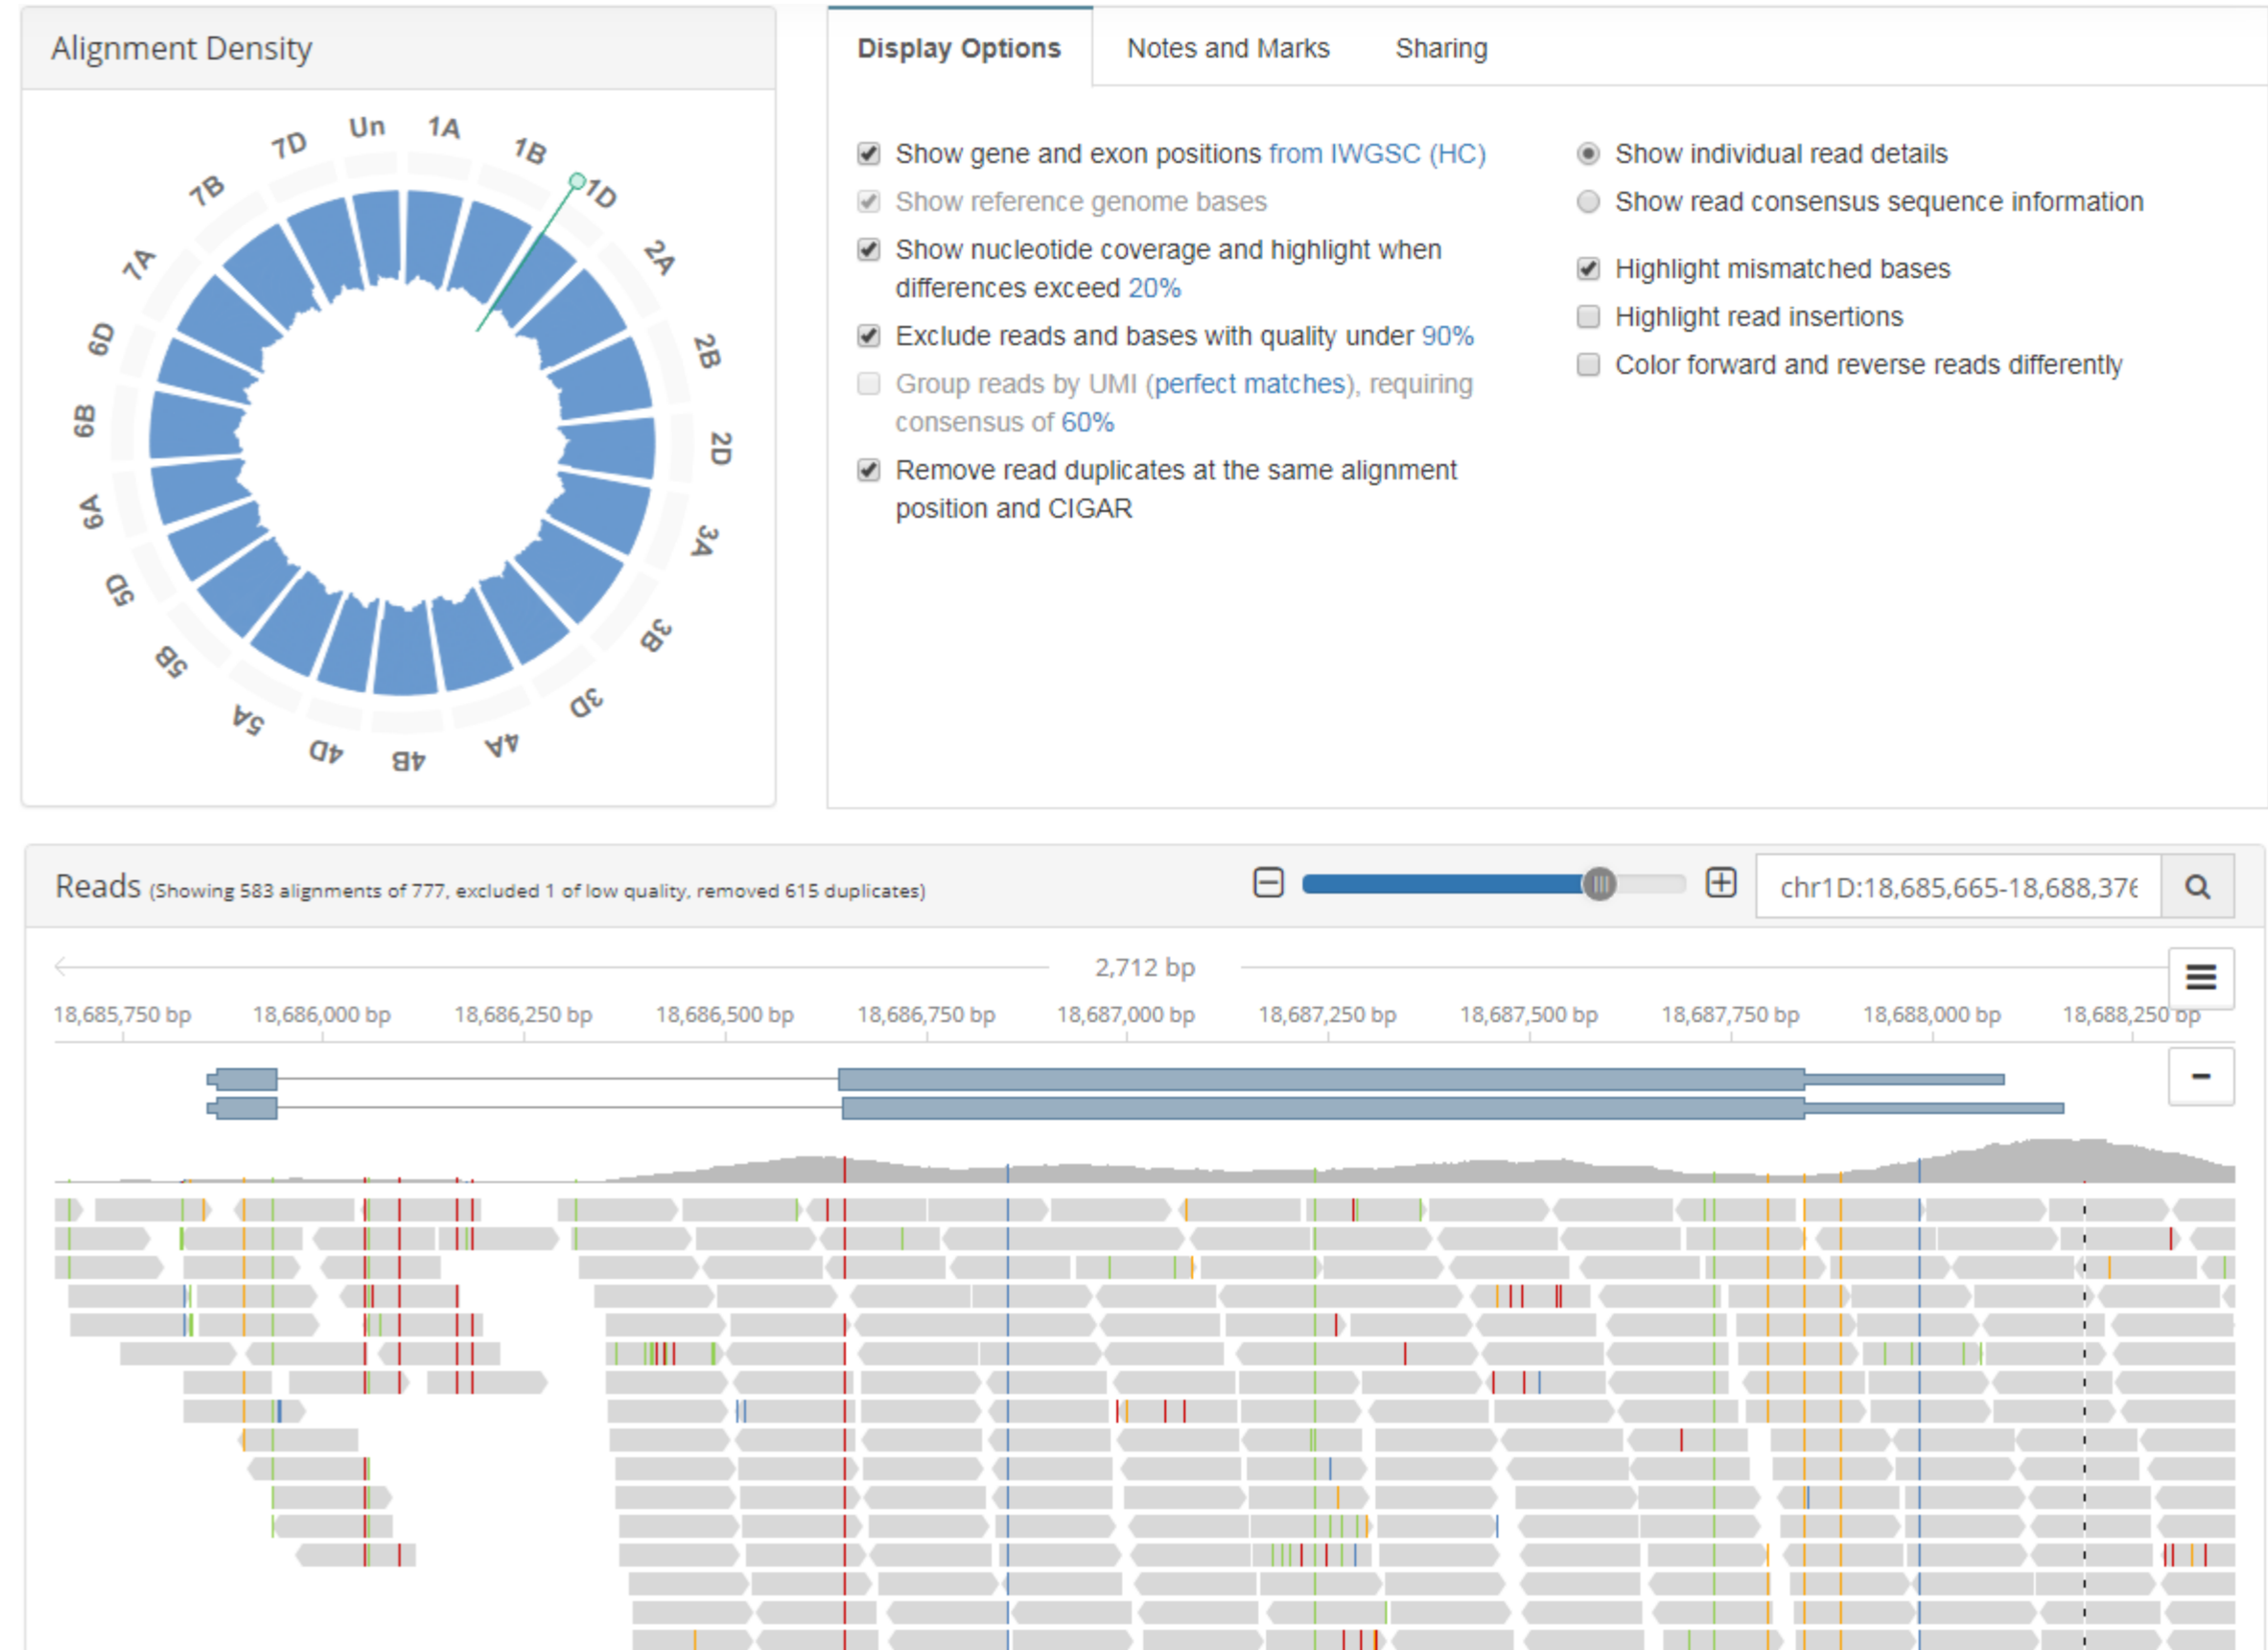 Alignment Density
Un
1A
1B
1D
2A
2B
2D
3A
3B
3D
4A
4B
4D
5A
5B
5D
6A
6B
6D
7A
7B
7D
Display Options
Notes and Marks
Sharing
Show gene and exon positions from IWGSC (HC)
Show reference genome bases
Show nucleotide coverage and highlight when
differences exceed 20%
Exclude reads and bases with quality under 90%
Group reads by UMI (perfect matches), requiring
consensus of 60%
Remove read duplicates at the same alignment
position and CIGAR
Show individual read details
Show read consensus sequence information
Highlight mismatched bases
Highlight read insertions
Color forward and reverse reads differently
Reads (Showing 583 alignments of 777, excluded 1 of low quality, removed 615 duplicates)
chr1D:18,685,665-18,688,376
2,712 bp
18,685,750 bp
18,686,000 bp
18,686,250 bp
18,686,500 bp
18,686,750 bp
18,687,000 bp
18,687,250 bp
18,687,500 bp
18,687,750 bp
18,688,000 bp
18,688,250 bp